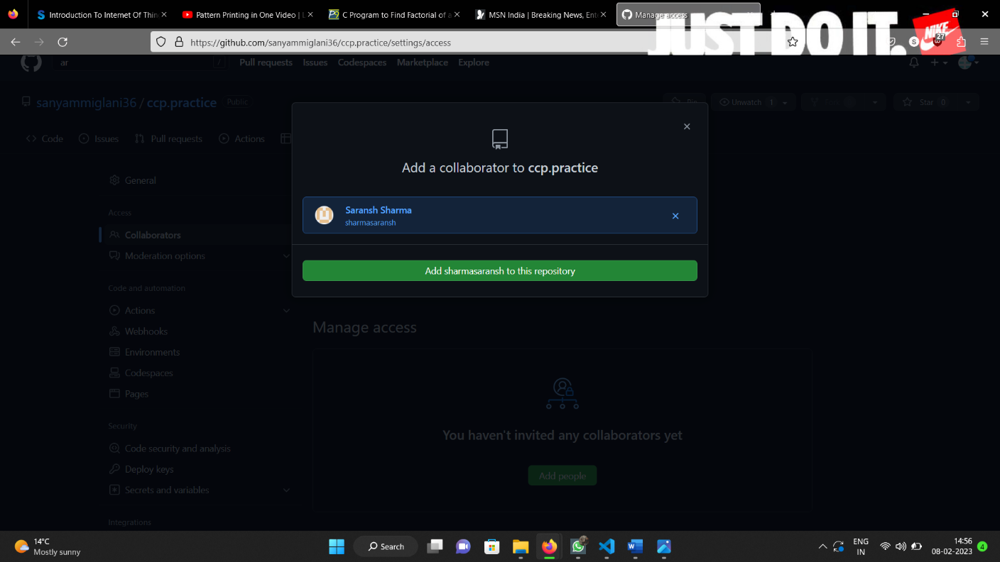 Introduction To Internet Of Thin
Pattern Printing in One Video | L
C Program to Find Factorial of a
MSN India | Breaking News, Ente
Manage access
JUST DO IT.
NIKE
https://github.com/sanyammiglani36/ccp.practice/settings/access
27
S
ar
/
Pull requests
Issues
Codespaces
Marketplace
Explore
sanyammiglani36 / ccp.practice
Public
Pin
Unwatch 1
Star 0
Code
Issues
Pull requests
Actions
Add a collaborator to ccp.practice
Saransh Sharma
sharmasaransh
Add sharmasaransh to this repository
General
Access
Collaborators
Moderation options
Code and automation
Actions
Webhooks
Environments
Codespaces
Pages
Security
Code security and analysis
Deploy keys
Secrets and variables
Integrations
Manage access
You haven't invited any collaborators yet
Add people
14°C
Mostly sunny
Search
ENG
IN
14:56
08-02-2023
4